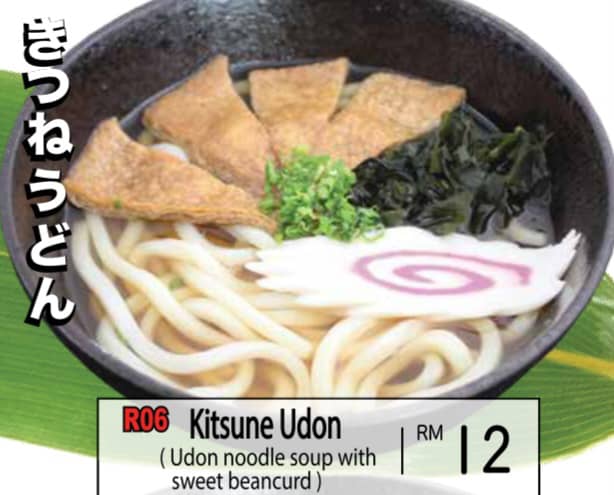 きつねうどん
R06 Kitsune Udon
( Udon noodle soup with
sweet beancurd )
RM 12